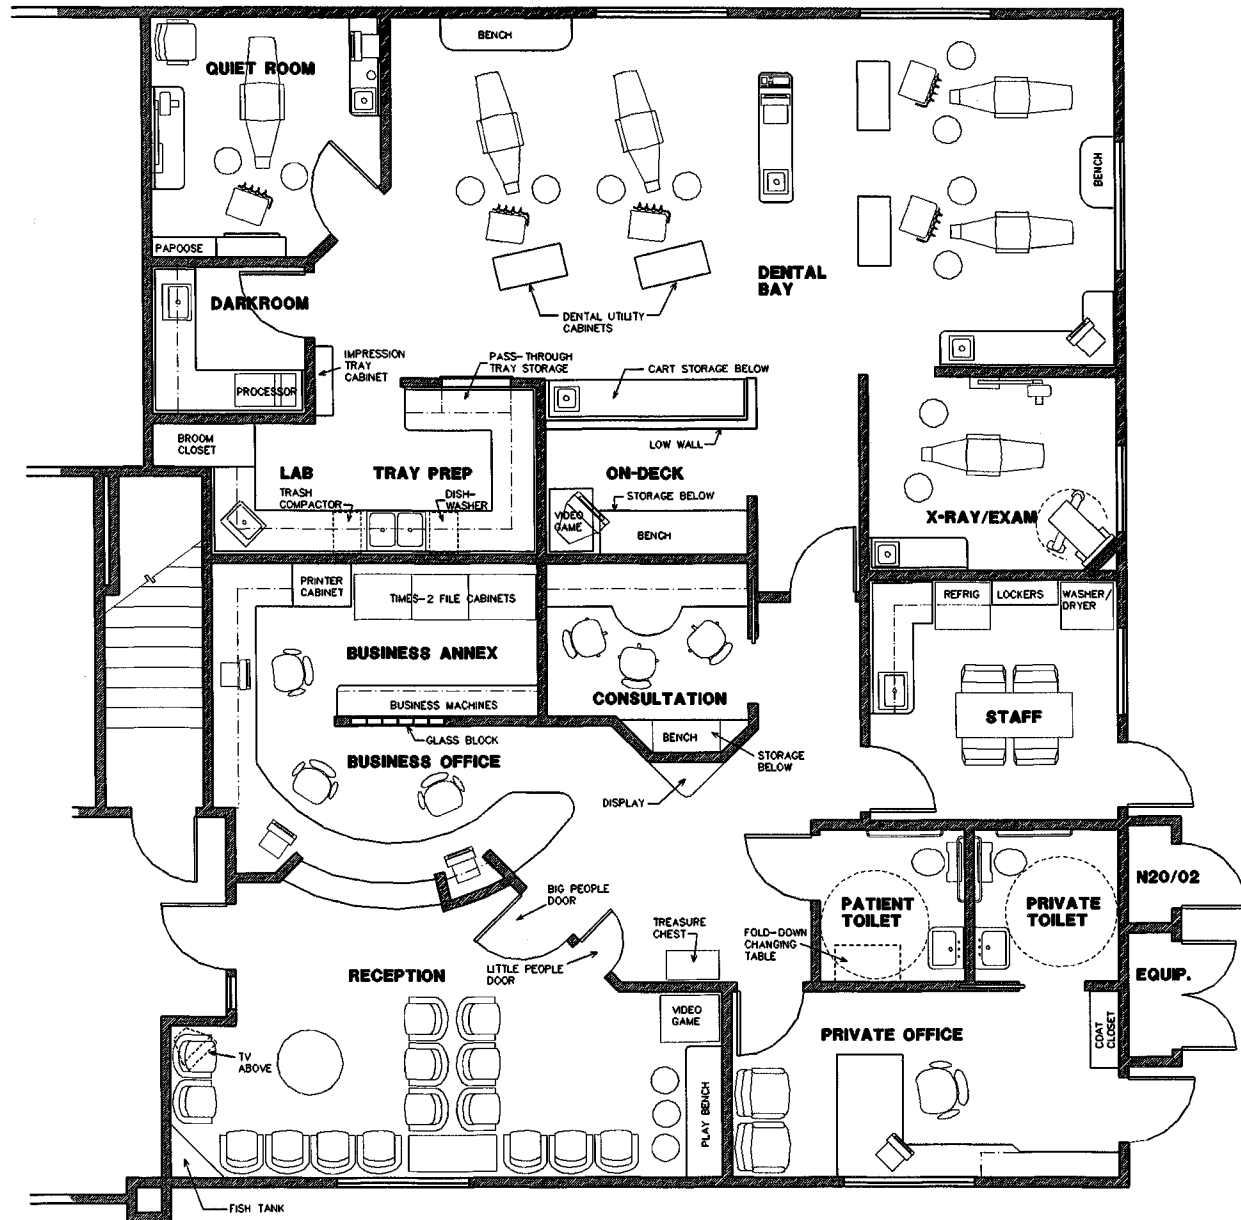 BENCH
QUIET ROOM
BENCH
PAPOOSE
DENTAL
BAY
DARKROOM
DENTAL UTILITY
CABINETS
IMPRESSION
TRAY
CABINET
PASS-THROUGH
TRAY STORAGE
CART STORAGE BELOW
PROCESSOR
BROOM
CLOSET
LOW WALL
LAB
TRAY PREP
ON-DECK
TRASH
COMPACTOR
DISH-
WASHER
STORAGE BELOW
VIDEO
GAME
BENCH
X-RAY/EXAM
PRINTER
CABINET
TIMES-2 FILE CABINETS
REFRIG
LOCKERS
WASHER/
DRYER
BUSINESS ANNEX
CONSULTATION
BUSINESS MACHINES
STAFF
GLASS BLOCK
BENCH
BUSINESS OFFICE
STORAGE
BELOW
DISPLAY
BIG PEOPLE
DOOR
PATIENT
TOILET
PRIVATE
TOILET
N20/02
TREASURE
CHEST
FOLD-DOWN
CHANGING
TABLE
RECEPTION
LITTLE PEOPLE
DOOR
EQUIP.
VIDEO
GAME
PRIVATE OFFICE
COAT
CLOSET
TV
ABOVE
PLAY BENCH
FISH TANK